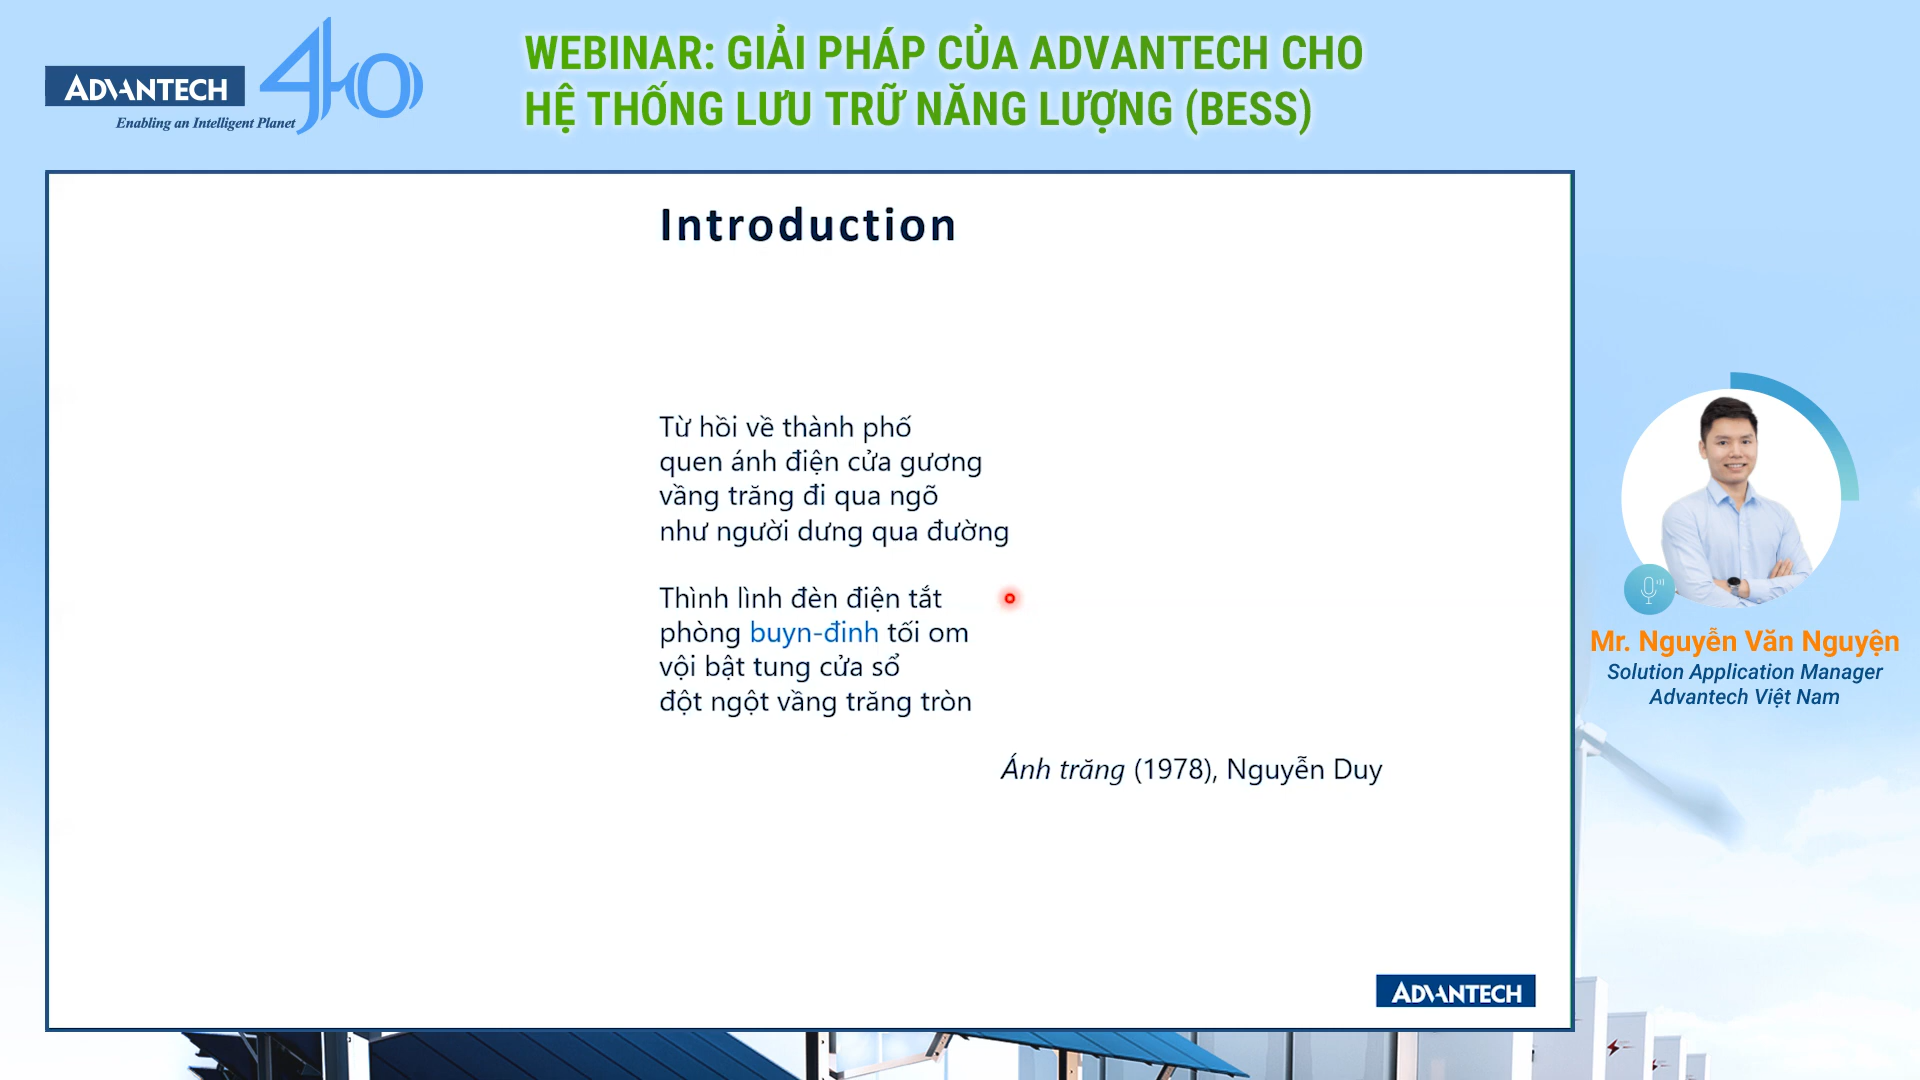 ADVANTECH
Enabling an Intelligent Planet
40
WEBINAR: GIẢI PHÁP CỦA ADVANTECH CHO
HỆ THỐNG LƯU TRỮ NĂNG LƯỢNG (BESS)
Introduction
Từ hồi về thành phố
quen ánh điện cửa gương
vầng trăng đi qua ngõ
như người dưng qua đường
Thình lình đèn điện tắt
phòng buyn-đinh tối om
vội bật tung cửa sổ
đột ngột vầng trăng tròn
Ánh trăng (1978), Nguyễn Duy
ADVANTECH
Mr. Nguyễn Văn Nguyện
Solution Application Manager
Advantech Việt Nam